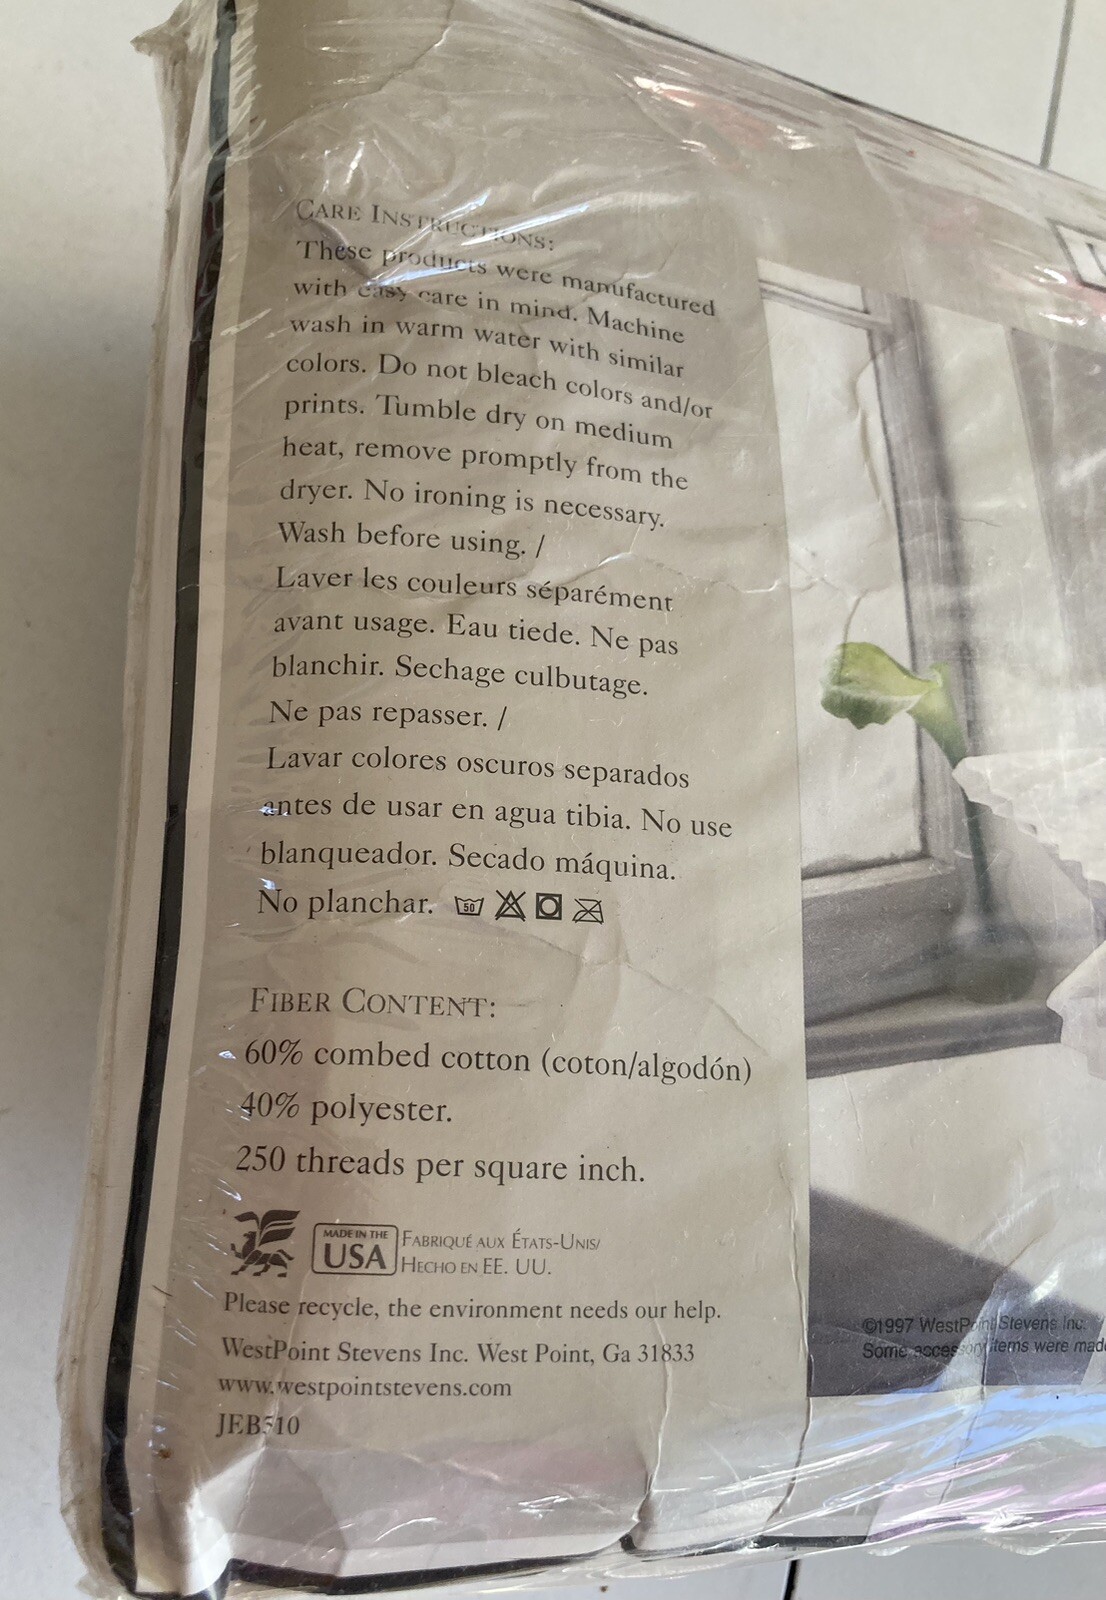 CARE INSTRUCTIONS:
These products were manufactured
with easy care in mind. Machine
wash in warm water with similar
colors. Do not bleach colors and/or
prints. Tumble dry on medium
heat, remove promptly from the
dryer. No ironing is necessary.
Wash before using. /
Laver les couleurs séparément
avant usage. Eau tiede. Ne pas
blanchir. Sechage culbutage.
Ne pas repasser. /
Lavar colores oscuros separados
antes de usar en agua tibia. No use
blanqueador. Secado máquina.
No planchar. 50
FIBER CONTENT:
60% combed cotton (coton/algodón)
40% polyester.
250 threads per square inch.
MADE IN THE
USA
FABRIQUÉ AUX ÉTATS-UNIS/
HECHO EN EE. UU.
Please recycle, the environment needs our help.
WestPoint Stevens Inc. West Point, Ga 31833
www.westpointstevens.com
JEB510
©1997 WestPoint Stevens Inc.
Some accessory items were made